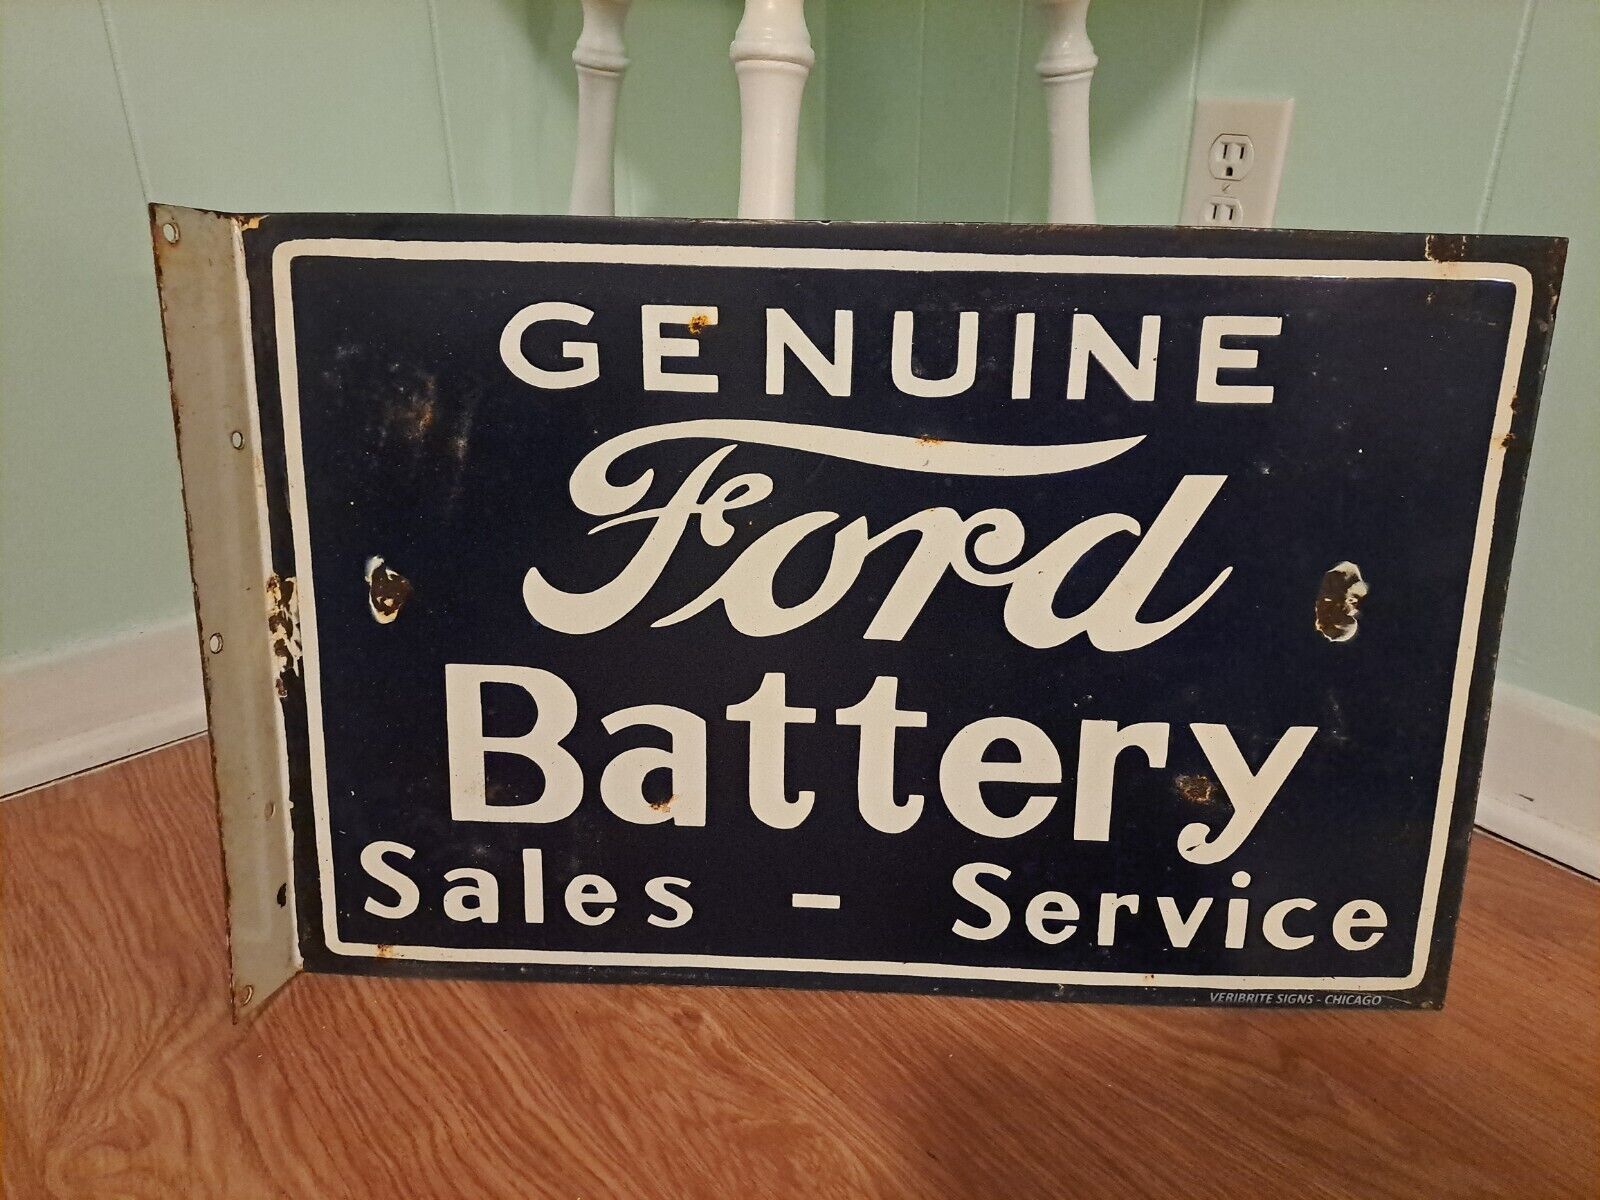 GENUINE
Ford
Battery
Sales - Service
VERIBRITE SIGNS - CHICAGO